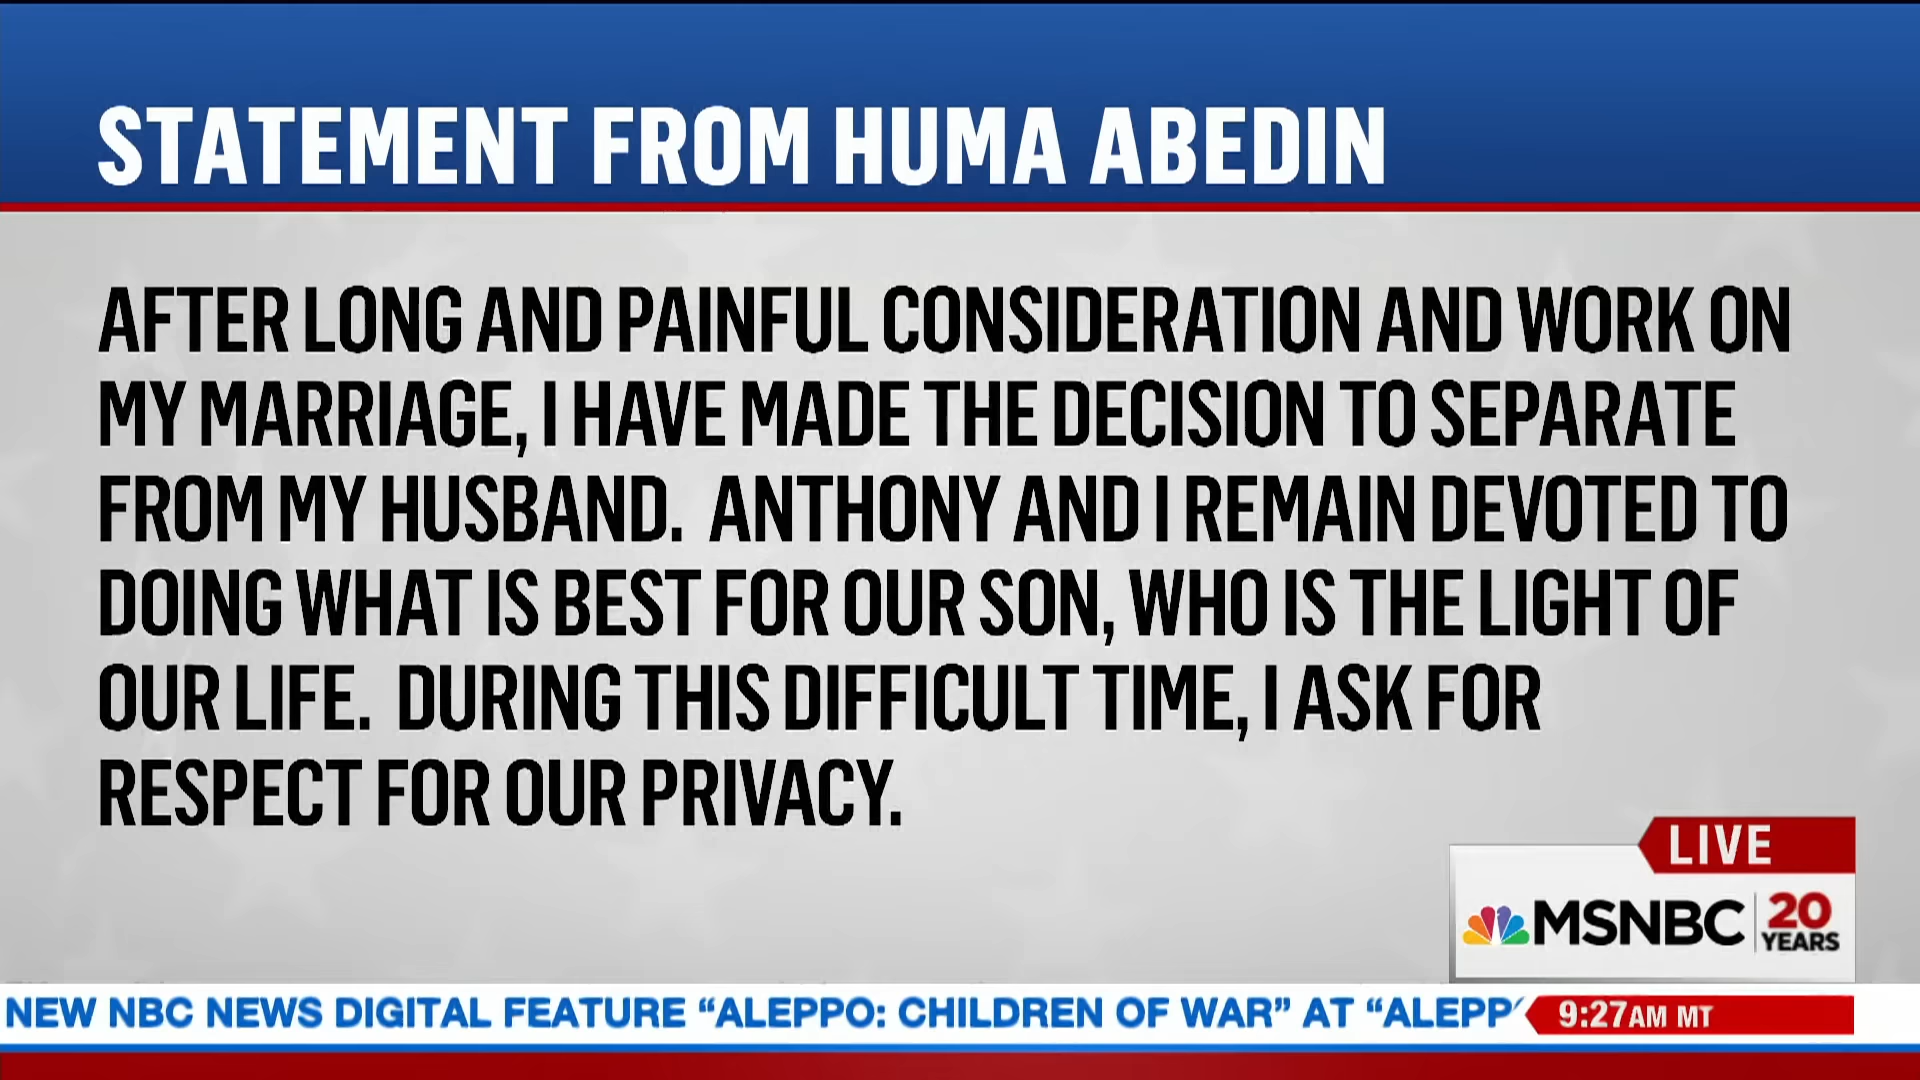 STATEMENT FROM HUMA ABEDIN
AFTER LONG AND PAINFUL CONSIDERATION AND WORK ON
MY MARRIAGE, I HAVE MADE THE DECISION TO SEPARATE
FROM MY HUSBAND. ANTHONY AND I REMAIN DEVOTED TO
DOING WHAT IS BEST FOR OUR SON, WHO IS THE LIGHT OF
OUR LIFE. DURING THIS DIFFICULT TIME, I ASK FOR
RESPECT FOR OUR PRIVACY.
LIVE
MSNBC 20 YEARS
NEW NBC NEWS DIGITAL FEATURE “ALEPPO: CHILDREN OF WAR” AT “ALEPP
9:27AM MT